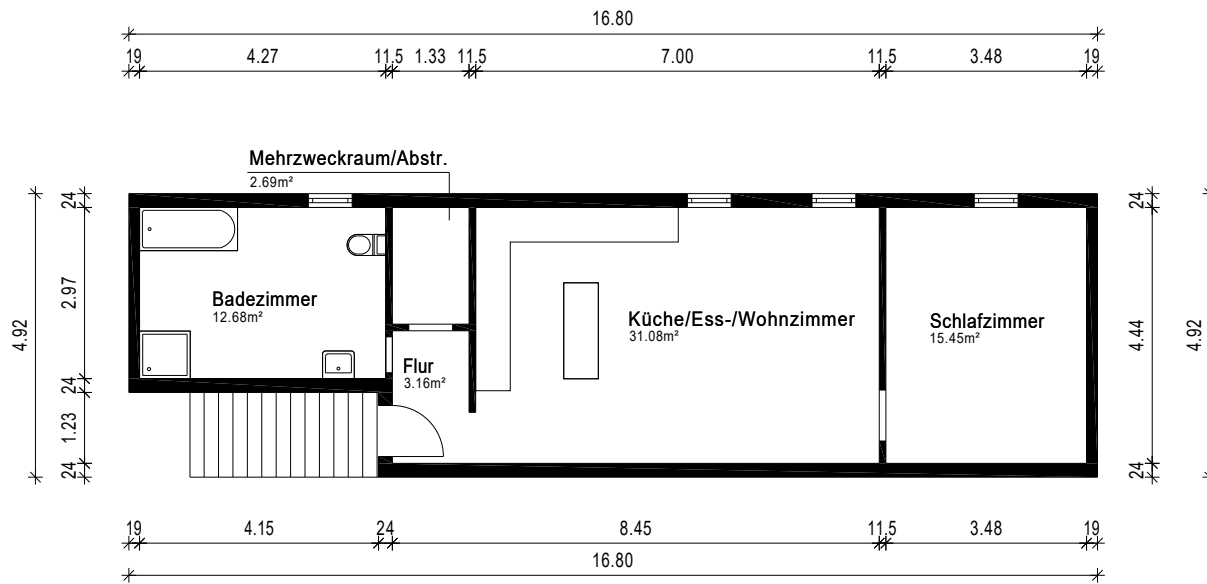 16.80
19 4.27 11.5 1.33 11.5 7.00 11.5 3.48 19
Mehrzweckraum/Abstr.
2.69m²
24
2.97
24
1.23
24
4.92
Badezimmer
12.68m²
Flur
3.16m²
Küche/Ess-/Wohnzimmer
31.08m²
Schlafzimmer
15.45m²
24
4.44
24
4.92
19 4.15 24 8.45 11.5 3.48 19
16.80